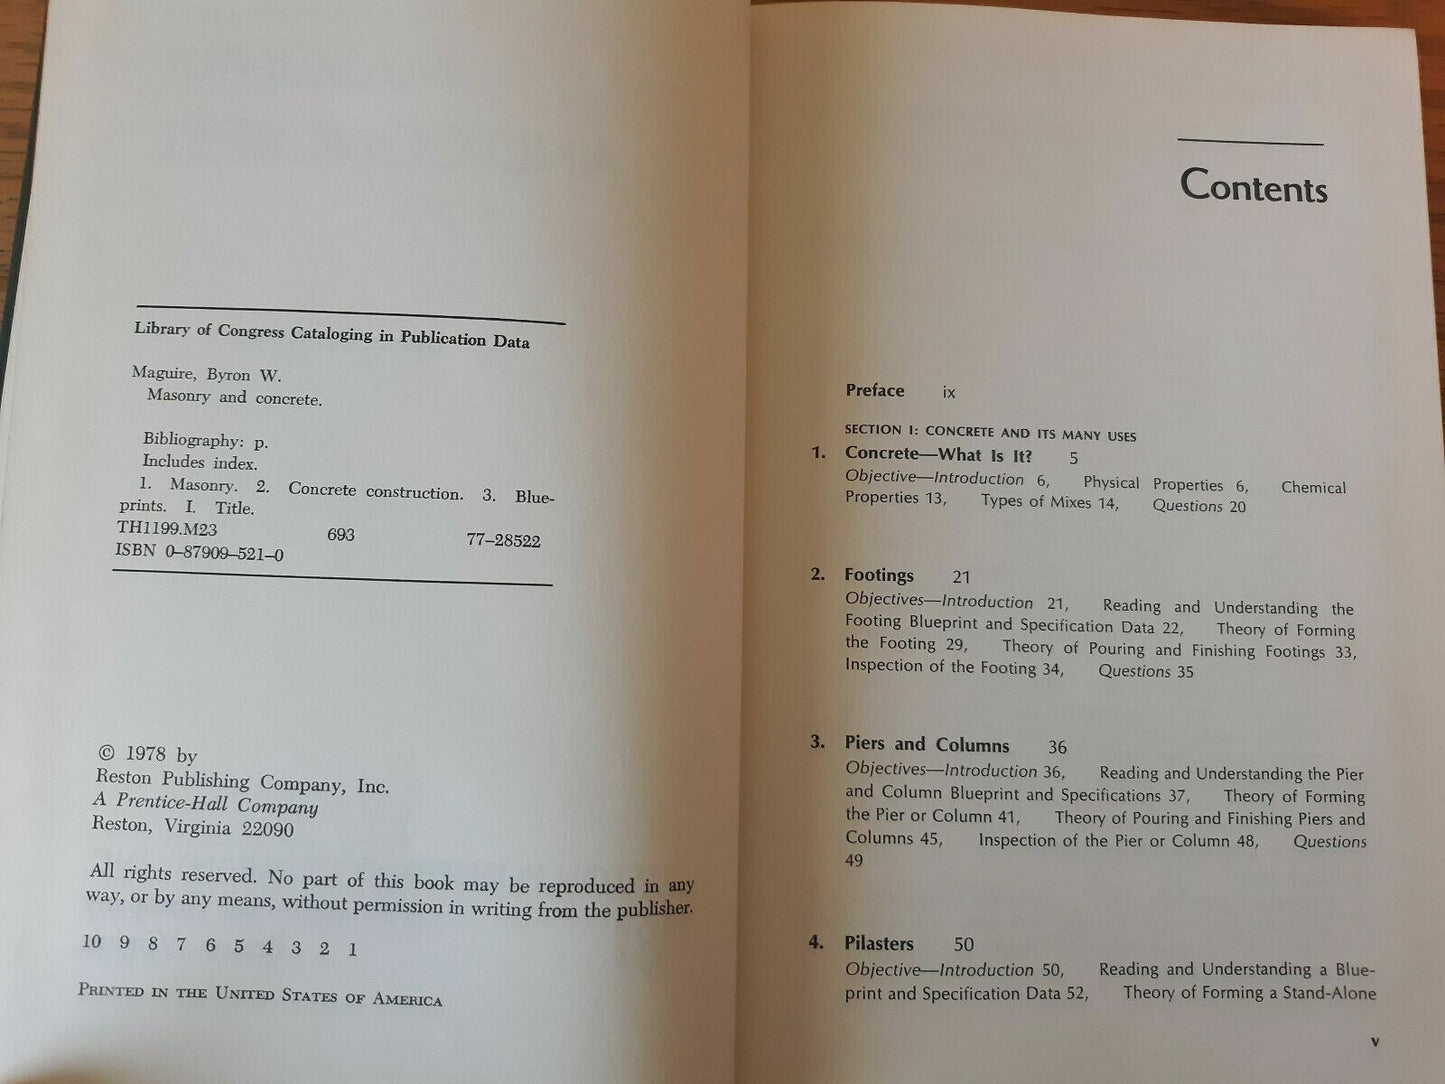 Library of Congress Cataloging in Publication Data
Maguire, Byron W.
Masonry and concrete.
Bibliography: p.
Includes index.
1. Masonry. 2. Concrete construction. 3. Blue-
prints. I. Title.
TH1199.M23 693 77–28522
ISBN 0–87909–521–0
© 1978 by
Reston Publishing Company, Inc.
A Prentice-Hall Company
Reston, Virginia 22090
All rights reserved. No part of this book may be reproduced in any
way, or by any means, without permission in writing from the publisher.
10 9 8 7 6 5 4 3 2 1
Printed in the United States of America
Contents
Preface ix
SECTION I: CONCRETE AND ITS MANY USES
1. Concrete—What Is It? 5
Objective—Introduction 6, Physical Properties 6, Chemical
Properties 13, Types of Mixes 14, Questions 20
2. Footings 21
Objectives—Introduction 21, Reading and Understanding the
Footing Blueprint and Specification Data 22, Theory of Forming
the Footing 29, Theory of Pouring and Finishing Footings 33,
Inspection of the Footing 34, Questions 35
3. Piers and Columns 36
Objectives—Introduction 36, Reading and Understanding the Pier
and Column Blueprint and Specifications 37, Theory of Forming
the Pier or Column 41, Theory of Pouring and Finishing Piers and
Columns 45, Inspection of the Pier or Column 48, Questions
49
4. Pilasters 50
Objective—Introduction 50, Reading and Understanding a Blue-
print and Specification Data 52, Theory of Forming a Stand-Alone
v